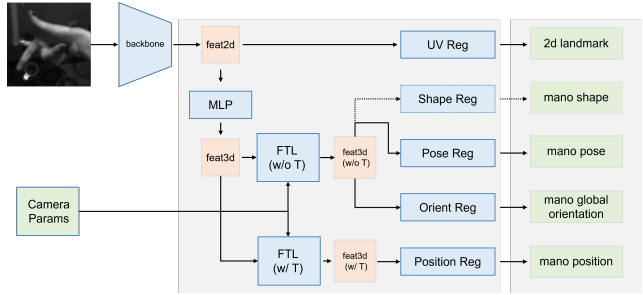 backbone
feat2d
UV Reg
2d landmark
MLP
Shape Reg
mano shape
feat3d
FTL
(w/o T)
feat3d
(w/o T)
Pose Reg
mano pose
Camera
Params
Orient Reg
mano global
orientation
FTL
(w/ T)
feat3d
(w/ T)
Position Reg
mano position